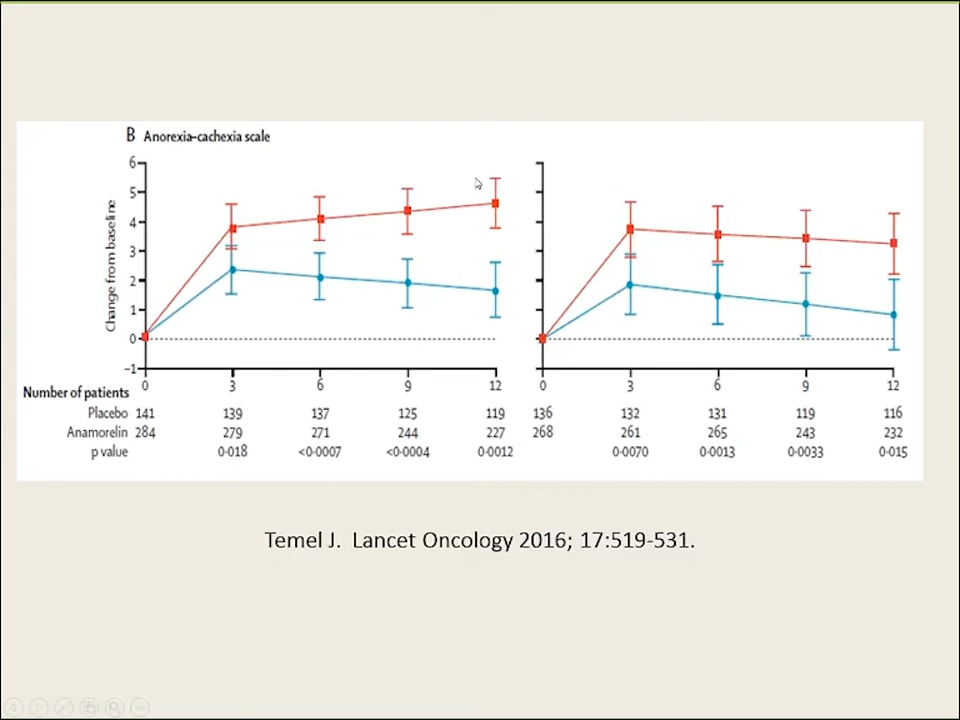 B Anorexia–cachexia scale
Change from baseline
6
5
4
3
2
1
0
–1
0 3 6 9 12 0 3 6 9 12
Number of patients
Placebo 141 139 137 125 119 136 132 131 119 116
Anamorelin 284 279 271 244 227 268 261 265 243 232
p value 0·018 <0·0007 <0·0004 0·0012 0·0070 0·0013 0·0033 0·015
Temel J. Lancet Oncology 2016; 17:519-531.